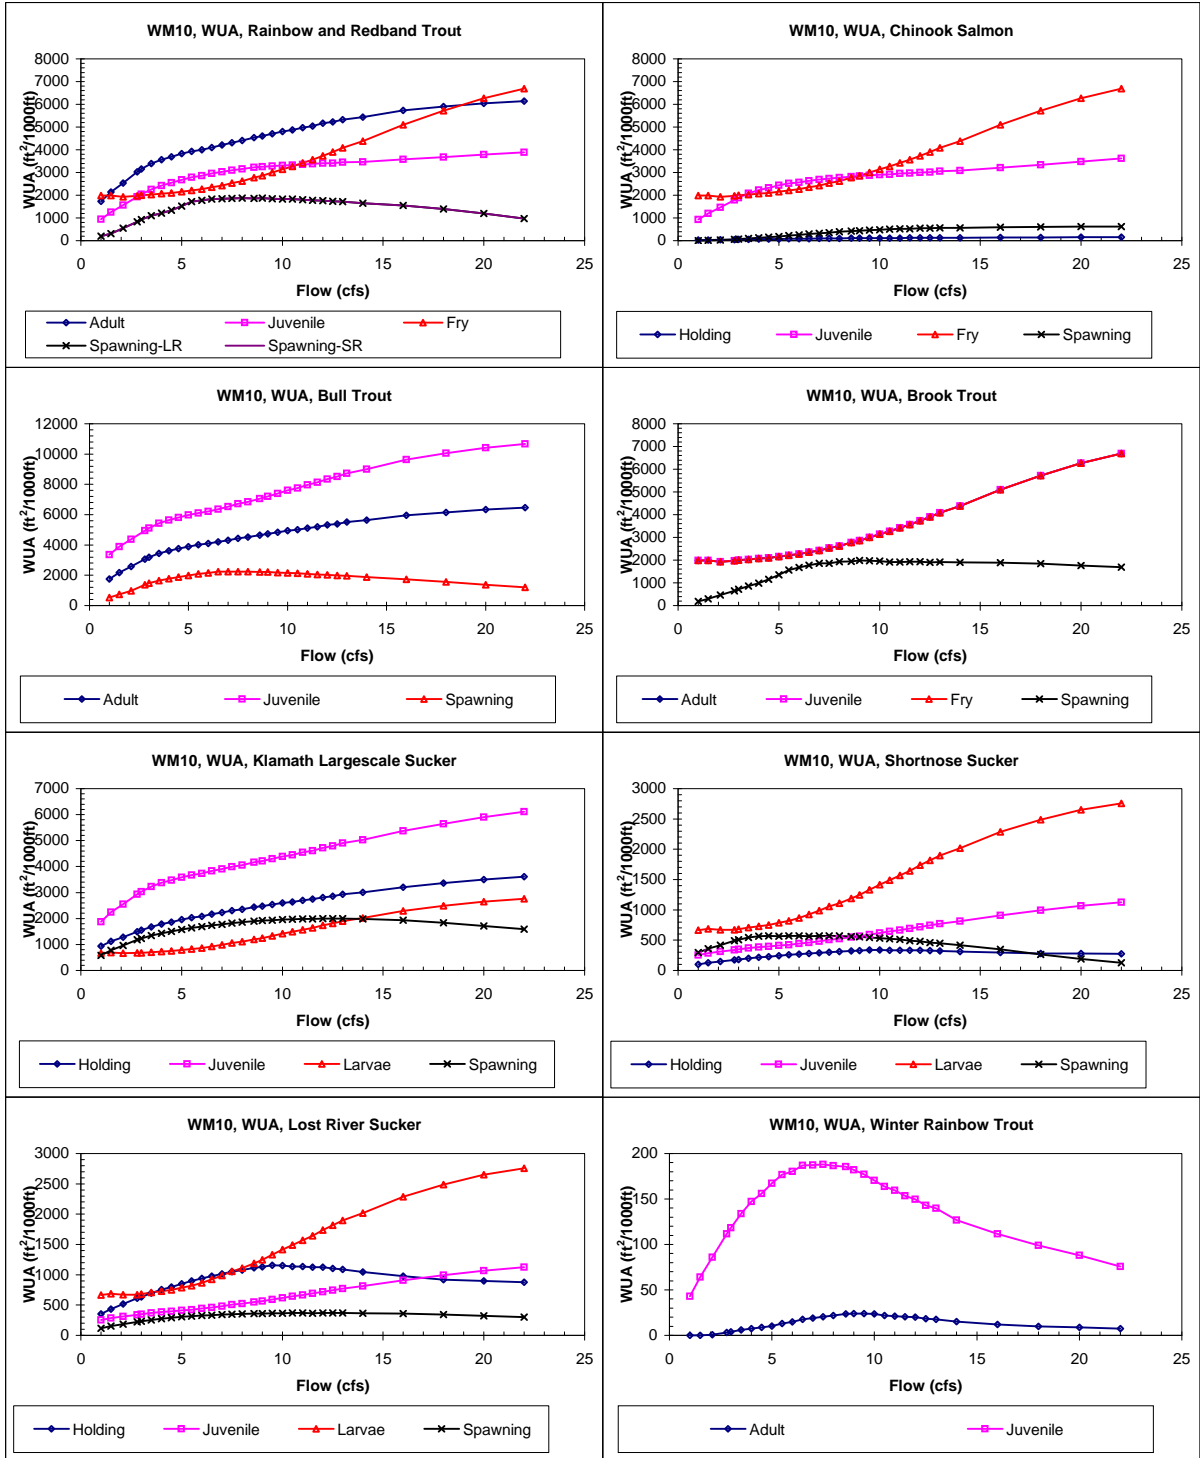 WM10, WUA, Rainbow and Redband Trout
WUA (ft²/1000ft)
8000
7000
6000
5000
4000
3000
2000
1000
0
0 5 10 15 20 25
Flow (cfs)
Adult Juvenile Fry
Spawning-LR Spawning-SR
WM10, WUA, Chinook Salmon
WUA (ft²/1000ft)
8000
7000
6000
5000
4000
3000
2000
1000
0
0 5 10 15 20 25
Flow (cfs)
Holding Juvenile Fry Spawning
WM10, WUA, Bull Trout
WUA (ft²/1000ft)
12000
10000
8000
6000
4000
2000
0
0 5 10 15 20 25
Flow (cfs)
Adult Juvenile Spawning
WM10, WUA, Brook Trout
WUA (ft²/1000ft)
8000
7000
6000
5000
4000
3000
2000
1000
0
0 5 10 15 20 25
Flow (cfs)
Adult Juvenile Fry Spawning
WM10, WUA, Klamath Largescale Sucker
WUA (ft²/1000ft)
7000
6000
5000
4000
3000
2000
1000
0
0 5 10 15 20 25
Flow (cfs)
Holding Juvenile Larvae Spawning
WM10, WUA, Shortnose Sucker
WUA (ft²/1000ft)
3000
2500
2000
1500
1000
500
0
0 5 10 15 20 25
Flow (cfs)
Holding Juvenile Larvae Spawning
WM10, WUA, Lost River Sucker
WUA (ft²/1000ft)
3000
2500
2000
1500
1000
500
0
0 5 10 15 20 25
Flow (cfs)
Holding Juvenile Larvae Spawning
WM10, WUA, Winter Rainbow Trout
WUA (ft²/1000ft)
200
150
100
50
0
0 5 10 15 20 25
Flow (cfs)
Adult Juvenile